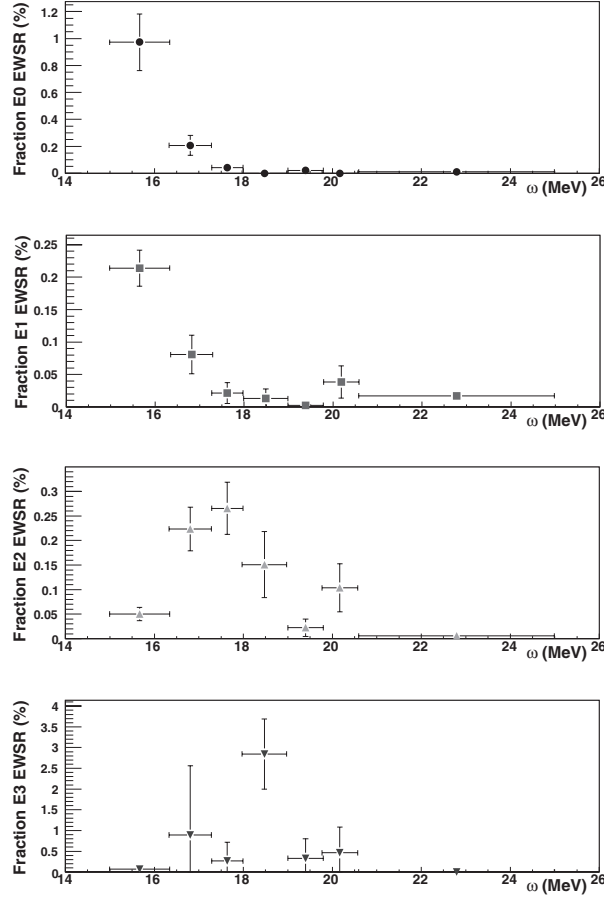 Fraction E0 EWSR (%)
1.2
1
0.8
0.6
0.4
0.2
0
14 16 18 20 22 24 26
ω (MeV)
Fraction E1 EWSR (%)
0.25
0.2
0.15
0.1
0.05
0
14 16 18 20 22 24 26
ω (MeV)
Fraction E2 EWSR (%)
0.3
0.25
0.2
0.15
0.1
0.05
0
14 16 18 20 22 24 26
ω (MeV)
Fraction E3 EWSR (%)
4
3.5
3
2.5
2
1.5
1
0.5
0
14 16 18 20 22 24 26
ω (MeV)